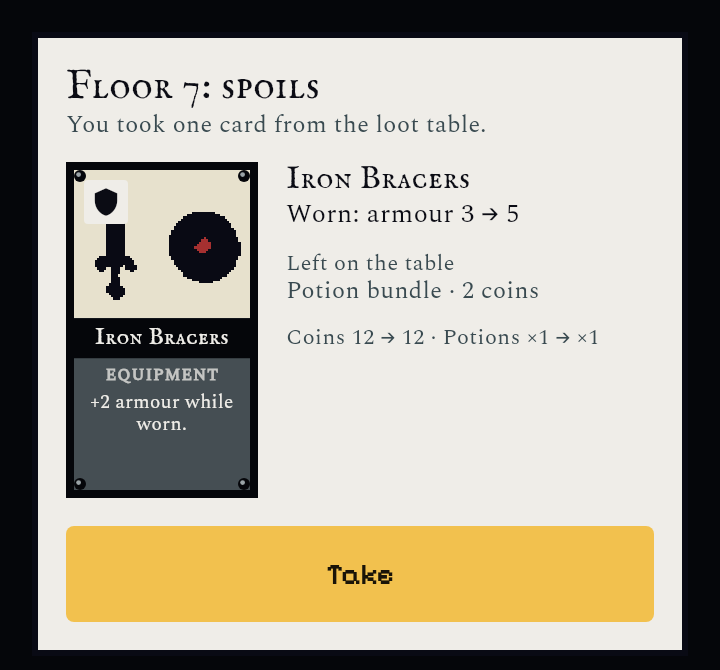 Floor 7: spoils
You took one card from the loot table.
Iron Bracers
EQUIPMENT
+2 armour while
worn.
Iron Bracers
Worn: armour 3 → 5
Left on the table
Potion bundle · 2 coins
Coins 12 → 12 · Potions ×1 → ×1
Take